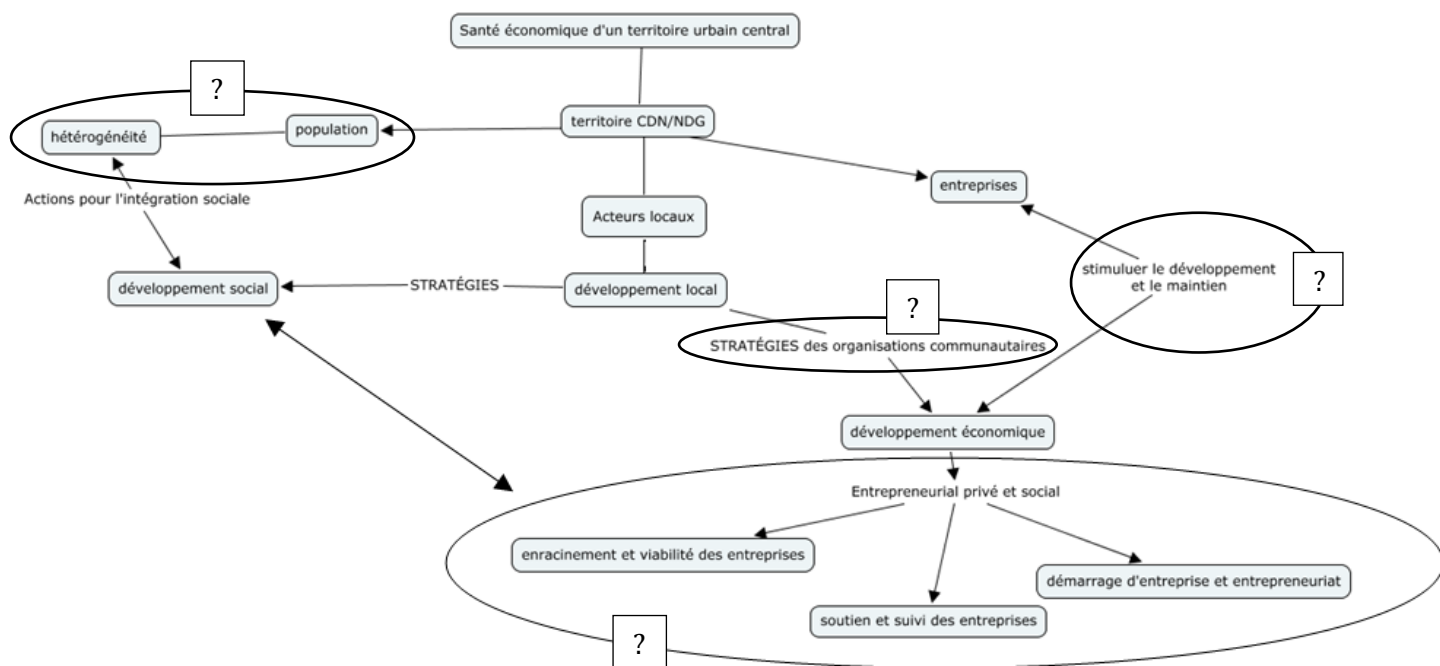 Santé économique d'un territoire urbain central
?
territoire CDN/NDG
population
hétérogénéité
entreprises
Actions pour l'intégration sociale
Acteurs locaux
stimuluer le développement
et le maintien
?
développement social
STRATÉGIES
développement local
?
STRATÉGIES des organisations communautaires
développement économique
Entrepreneurial privé et social
enracinement et viabilité des entreprises
démarrage d'entreprise et entrepreneuriat
soutien et suivi des entreprises
?